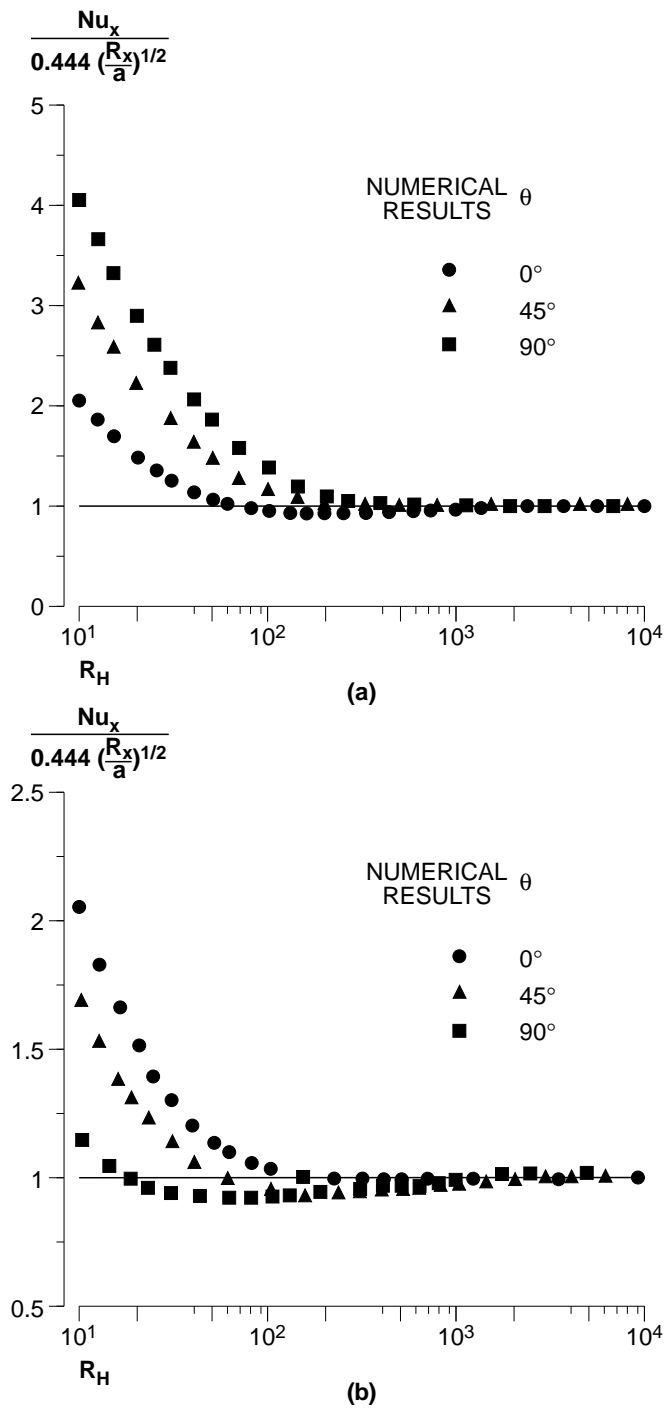 Nu_x
0.444 (R_x/a)^1/2
5
4
3
2
1
0
NUMERICAL RESULTS θ
0°
45°
90°
10^1 10^2 10^3 10^4
R_H
(a)
Nu_x
0.444 (R_x/a)^1/2
2.5
2
1.5
1
0.5
NUMERICAL RESULTS θ
0°
45°
90°
10^1 10^2 10^3 10^4
R_H
(b)